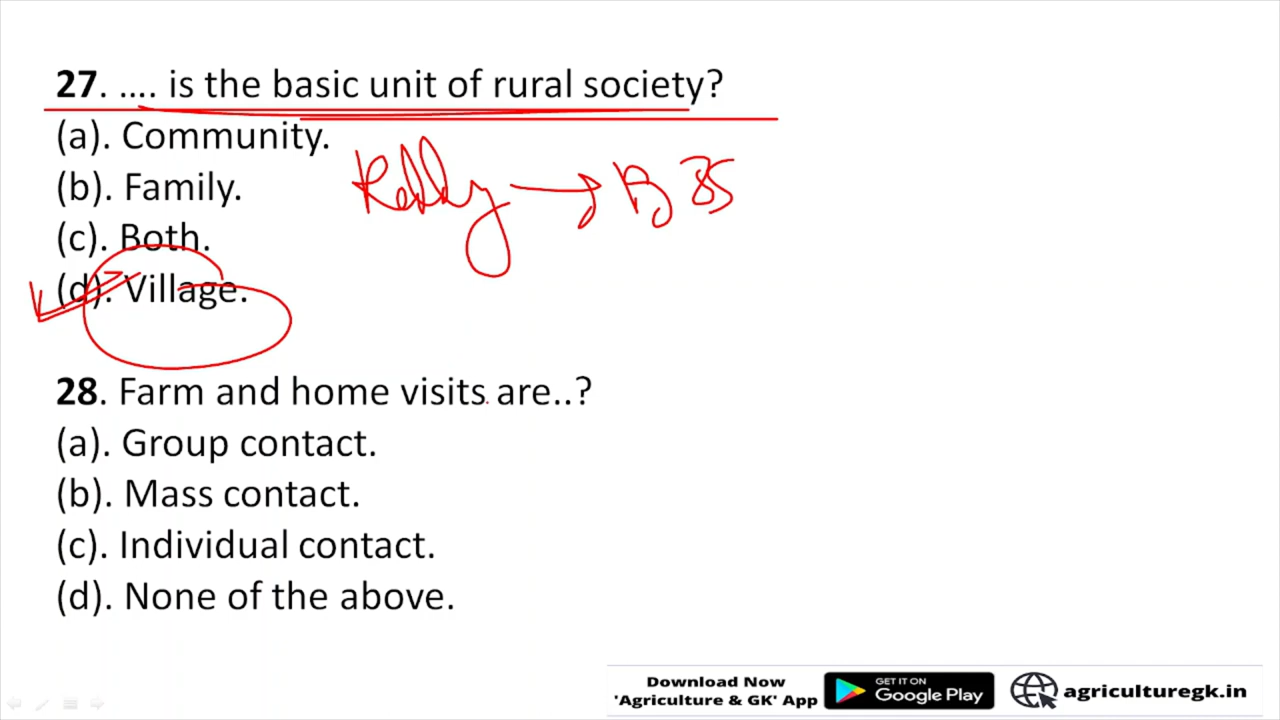 27. .... is the basic unit of rural society?
(a). Community.
(b). Family.
(c). Both.
(d). Village.
28. Farm and home visits are..?
(a). Group contact.
(b). Mass contact.
(c). Individual contact.
(d). None of the above.
Download Now
'Agriculture & GK' App
GET IT ON
Google Play
agriculturegk.in